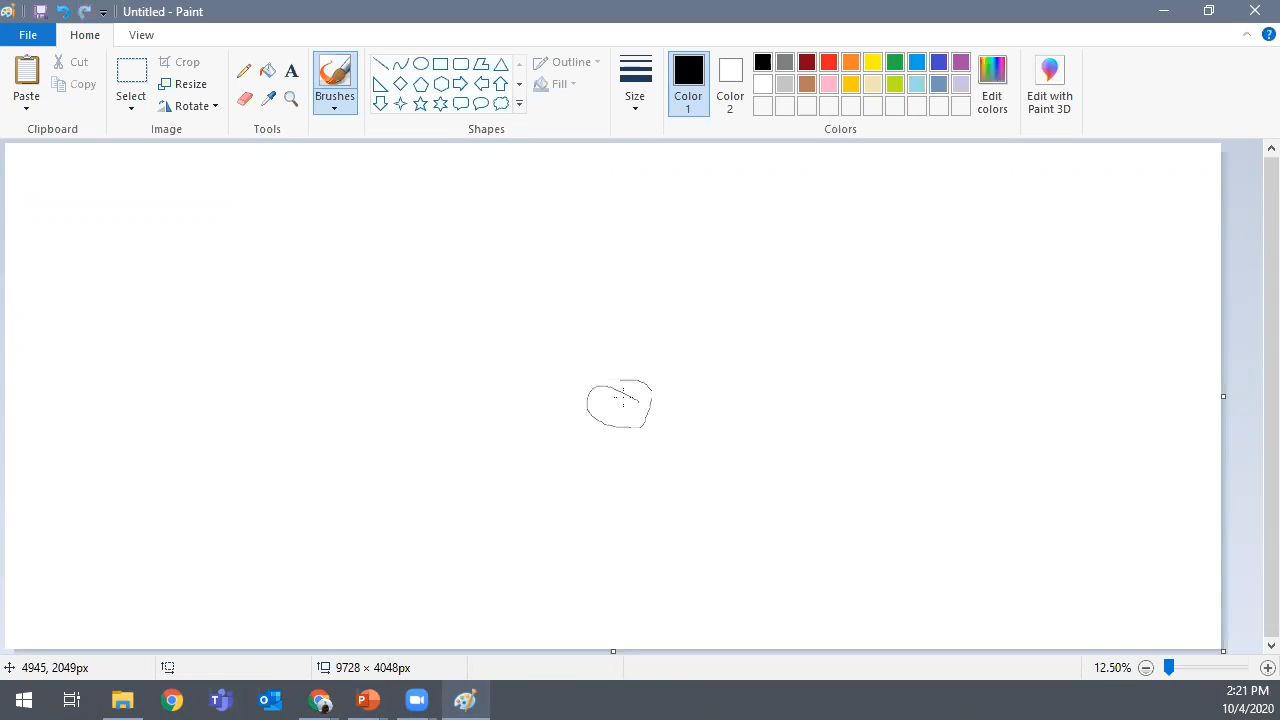 Untitled - Paint
File
Home
View
Paste
Cut
Copy
Clipboard
Select
Crop
Resize
Rotate
Image
A
Tools
Brushes
Shapes
Outline
Fill
Size
Color 1
Color 2
Edit colors
Colors
Edit with Paint 3D
?
4945, 2049px
9728 × 4048px
12.50%
2:21 PM
10/4/2020